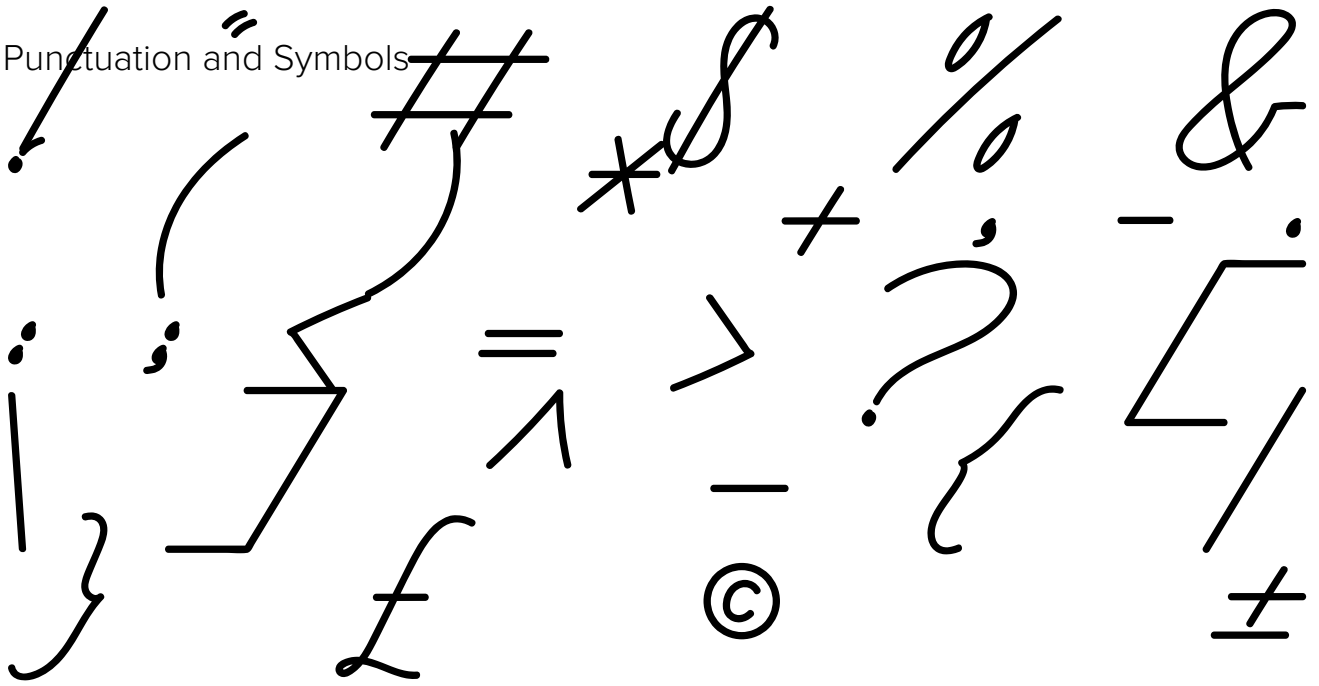 Punctuation and Symbols
! " # $ % &
' ( ) * + , - .
: ; < = > ? [
\ ] ^ _ { |
} £ © ±